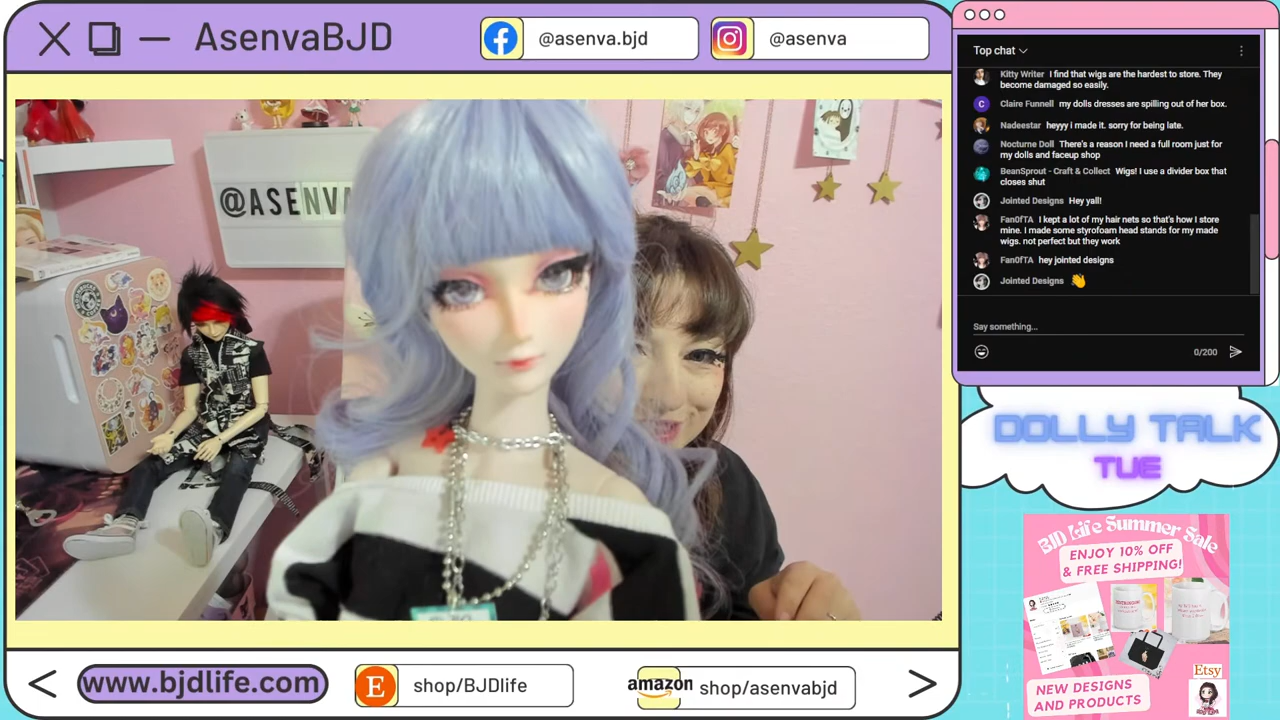 AsenvaBJD
@asenva.bjd
@asenva
@ASENVA
Top chat
Kitty Writer I find that wigs are the hardest to store. They
become damaged so easily.
Claire Funnell my dolls dresses are spilling out of her box.
Nadeestar heyyy i made it. sorry for being late.
Nocturne Doll There's a reason I need a full room just for
my dolls and faceup shop
BeanSprout - Craft & Collect Wigs! I use a divider box that
closes shut
Jointed Designs Hey yall!
Fan0fTA I kept a lot of my hair nets so that's how I store
mine. I made some styrofoam head stands for my made
wigs. not perfect but they work
Fan0fTA hey jointed designs
Jointed Designs 👋
Say something...
0/200
DOLLY TALK
TUE
BJD Life Summer Sale
ENJOY 10% OFF
& FREE SHIPPING!
Etsy
NEW DESIGNS
AND PRODUCTS
www.bjdlife.com
E
shop/BJDlife
amazon
shop/asenvabjd